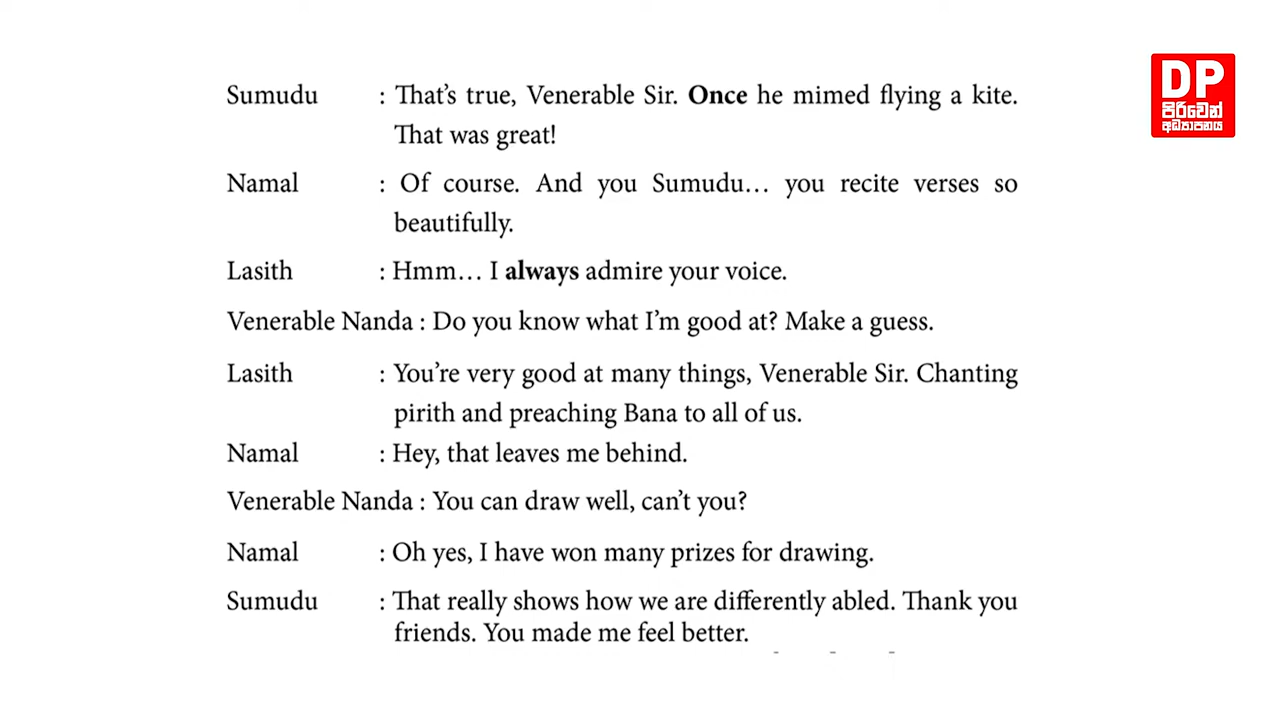 Sumudu : That's true, Venerable Sir. Once he mimed flying a kite.
That was great!
Namal : Of course. And you Sumudu… you recite verses so
beautifully.
Lasith : Hmm… I always admire your voice.
Venerable Nanda : Do you know what I'm good at? Make a guess.
Lasith : You're very good at many things, Venerable Sir. Chanting
pirith and preaching Bana to all of us.
Namal : Hey, that leaves me behind.
Venerable Nanda : You can draw well, can't you?
Namal : Oh yes, I have won many prizes for drawing.
Sumudu : That really shows how we are differently abled. Thank you
friends. You made me feel better.
DP
පිරිවෙන්
අධ්‍යාපනය